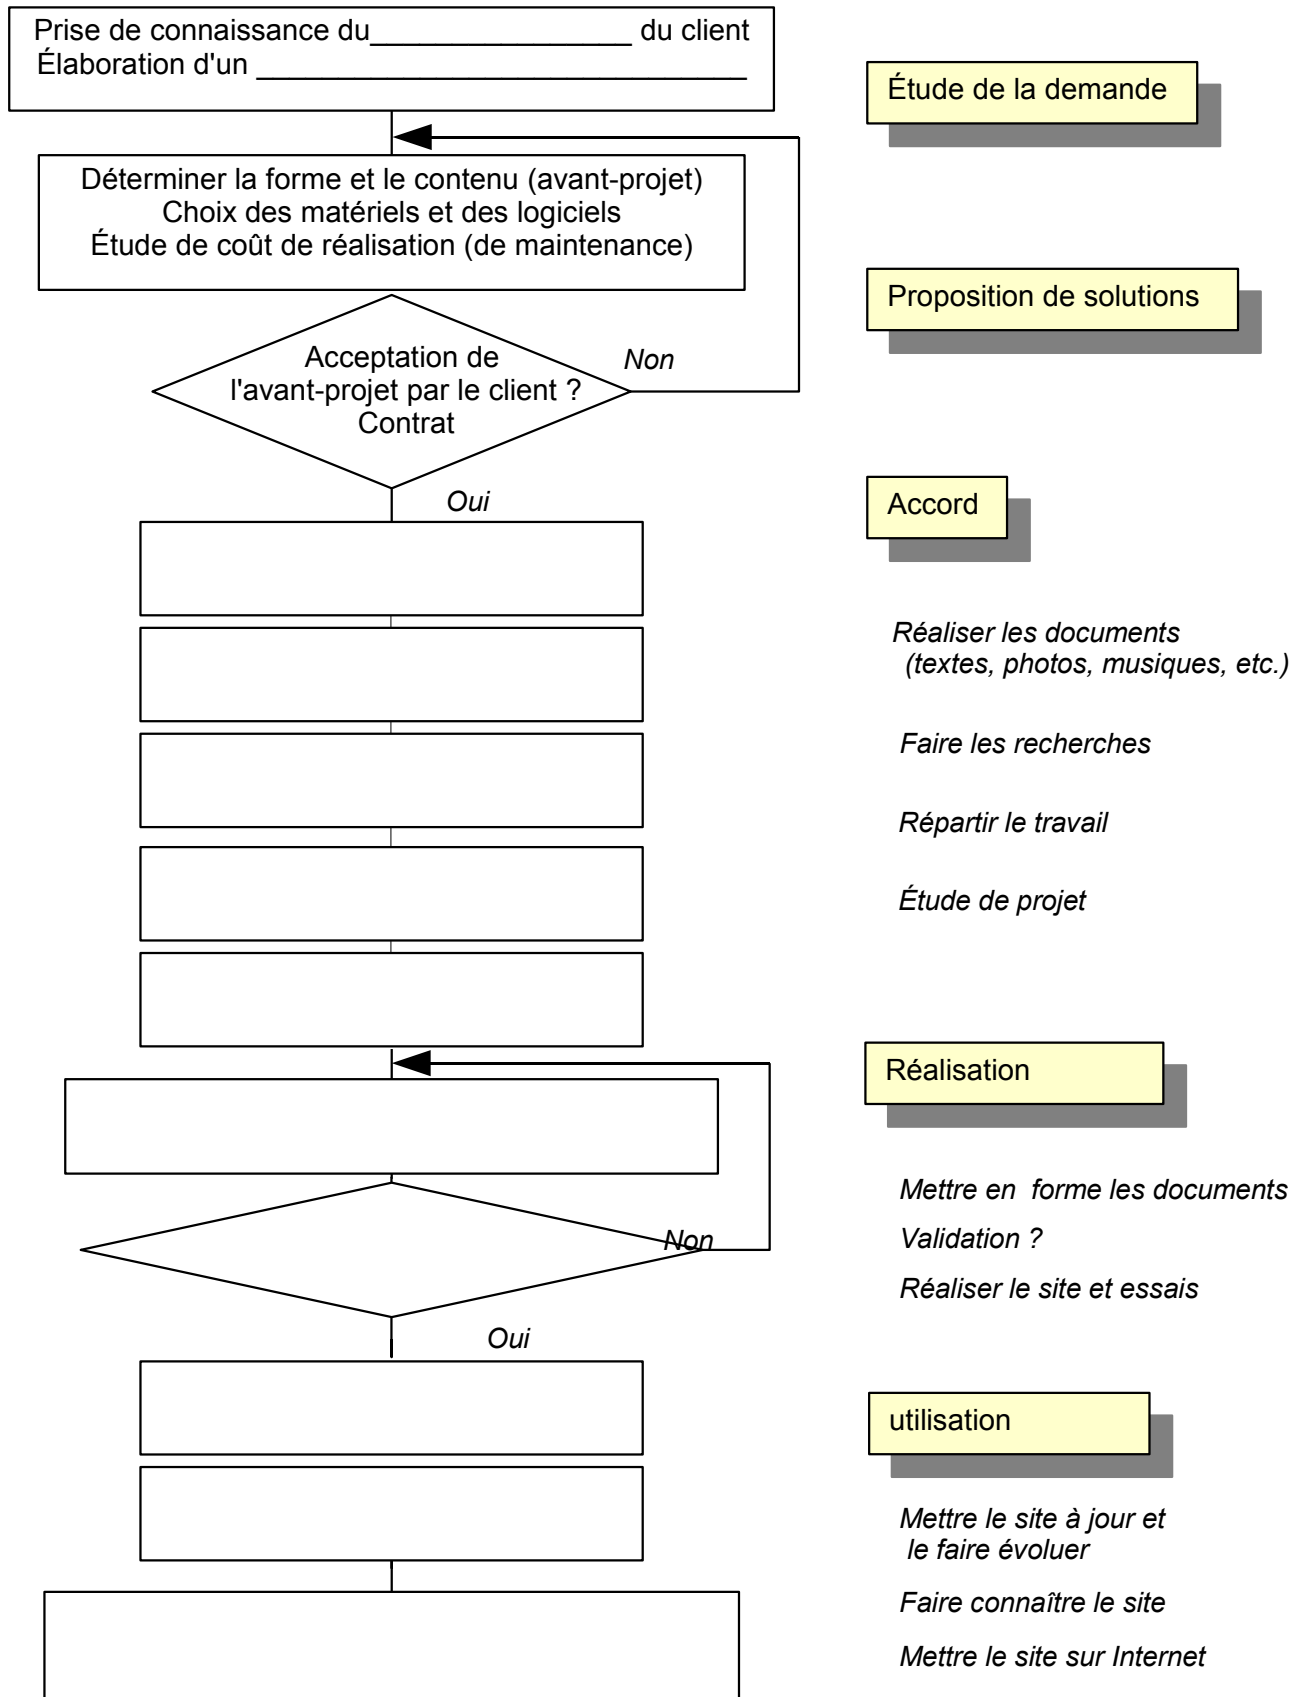 Prise de connaissance du________________ du client
Élaboration d'un ______________________________
Étude de la demande
Déterminer la forme et le contenu (avant-projet)
Choix des matériels et des logiciels
Étude de coût de réalisation (de maintenance)
Proposition de solutions
Acceptation de
l'avant-projet par le client ?
Contrat
Non
Oui
Accord
Réaliser les documents
(textes, photos, musiques, etc.)
Faire les recherches
Répartir le travail
Étude de projet
Réalisation
Mettre en  forme les documents
Validation ?
Réaliser le site et essais
Non
Oui
utilisation
Mettre le site à jour et
le faire évoluer
Faire connaître le site
Mettre le site sur Internet